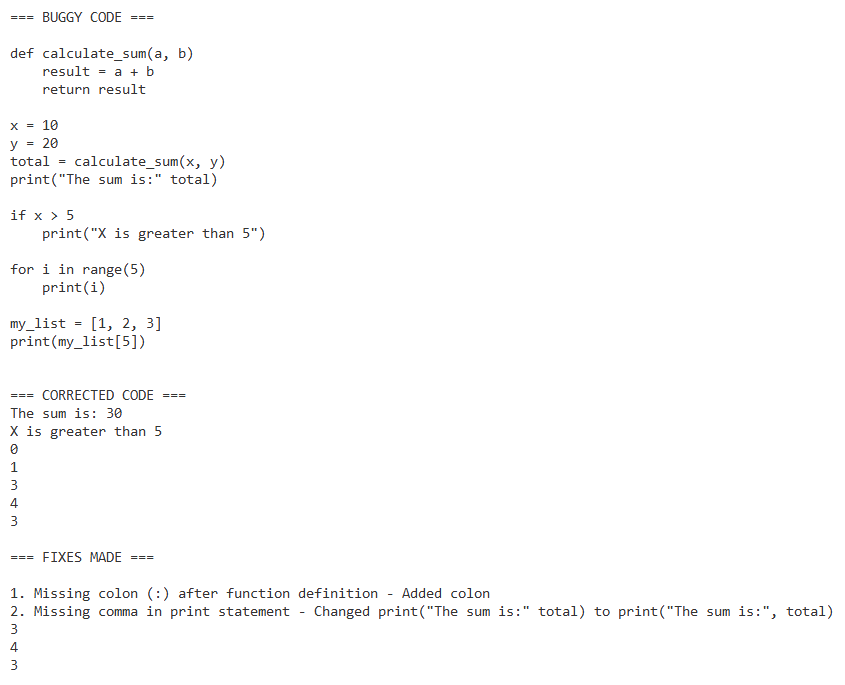 === BUGGY CODE ===
def calculate_sum(a, b)
    result = a + b
    return result
x = 10
y = 20
total = calculate_sum(x, y)
print("The sum is:" total)
if x > 5
    print("X is greater than 5")
for i in range(5)
    print(i)
my_list = [1, 2, 3]
print(my_list[5])
=== CORRECTED CODE ===
The sum is: 30
X is greater than 5
0
1
3
4
3
=== FIXES MADE ===
1. Missing colon (:) after function definition - Added colon
2. Missing comma in print statement - Changed print("The sum is:" total) to print("The sum is:", total)
3
4
3